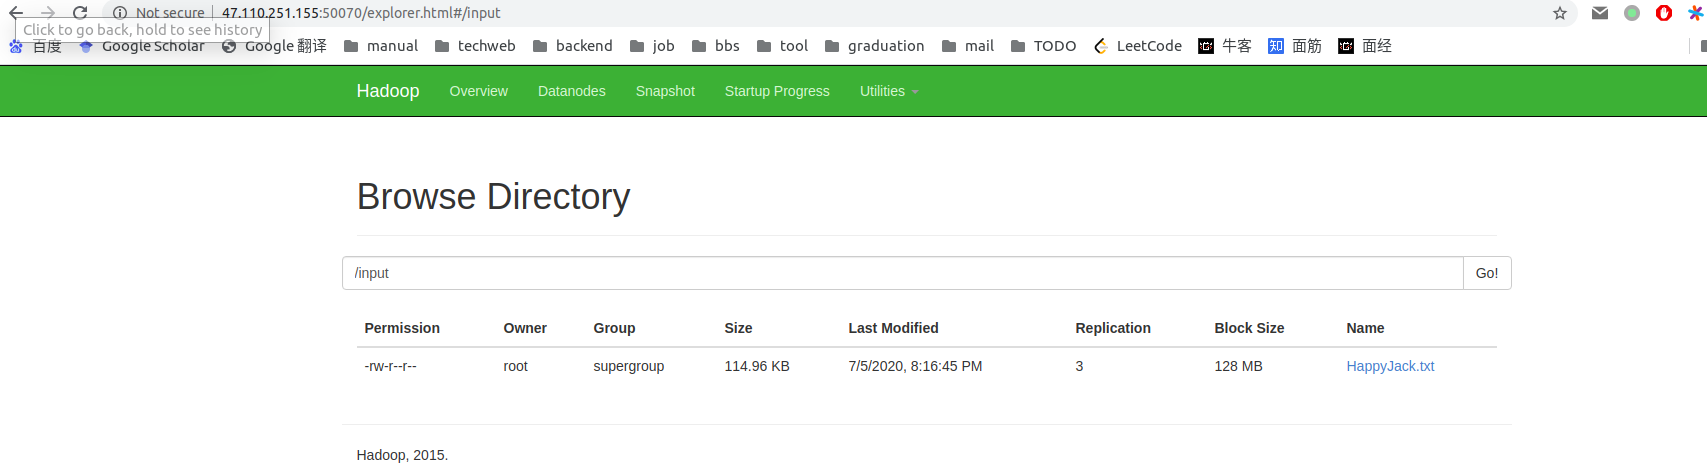 Not secure 47.110.251.155:50070/explorer.html#/input
Click to go back, hold to see history
百度 Google Scholar Google 翻译 manual techweb backend job bbs tool graduation mail TODO LeetCode 牛客 面筋 面经
Hadoop Overview Datanodes Snapshot Startup Progress Utilities
Browse Directory
/input Go!
Permission Owner Group Size Last Modified Replication Block Size Name
-rw-r--r-- root supergroup 114.96 KB 7/5/2020, 8:16:45 PM 3 128 MB HappyJack.txt
Hadoop, 2015.